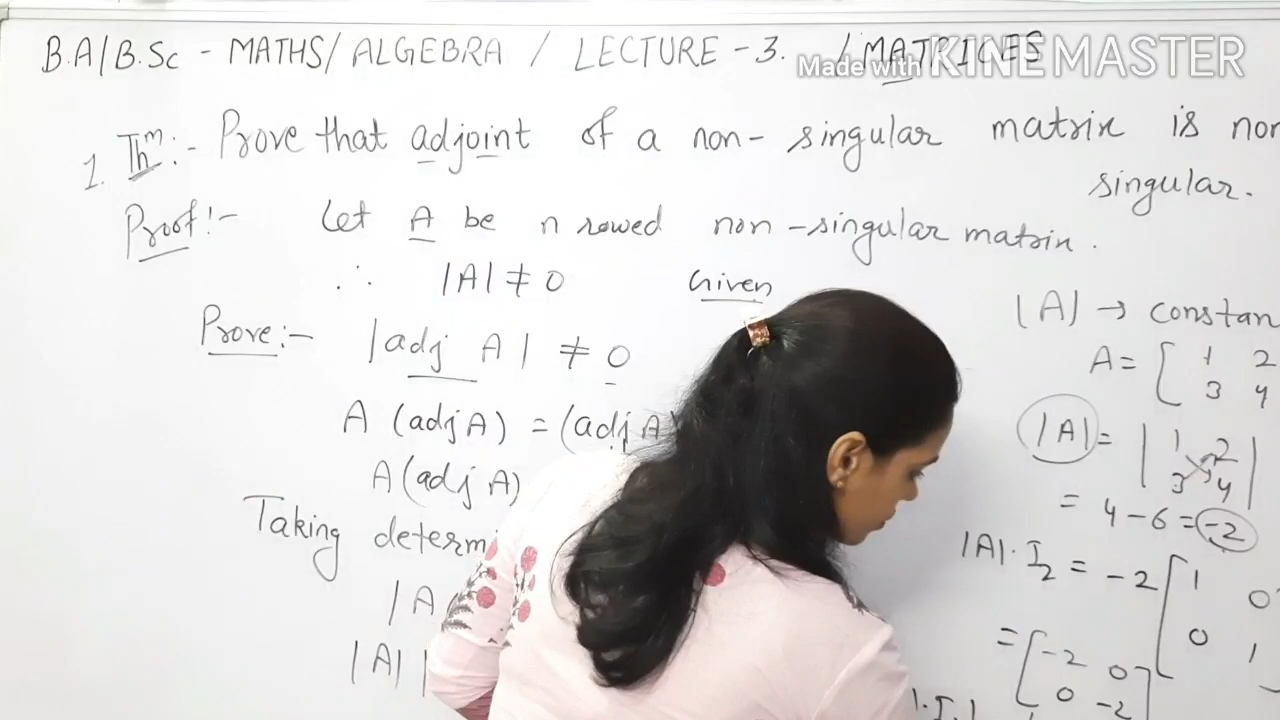 B.A/B.Sc - MATHS/ ALGEBRA / LECTURE - 3. / MATRICES
Made with KINEMASTER
1. Thm:- Prove that adjoint of a non-singular matrix is non
singular.
Proof!- Let A be n rowed non-singular matrix.
∴ |A| ≠ 0 Given
Prove:- |adj A| ≠ 0
A (adj A) = (adj A)
A (adj A)
Taking
|A
|A| |
|A| → constan
A = [ 1 2
3 4
|A| = | 1 2
3 4 |
= 4 - 6 = -2
|A|. I2 = -2 [ 1 0
0 1
= [ -2 0
0 -2 ]